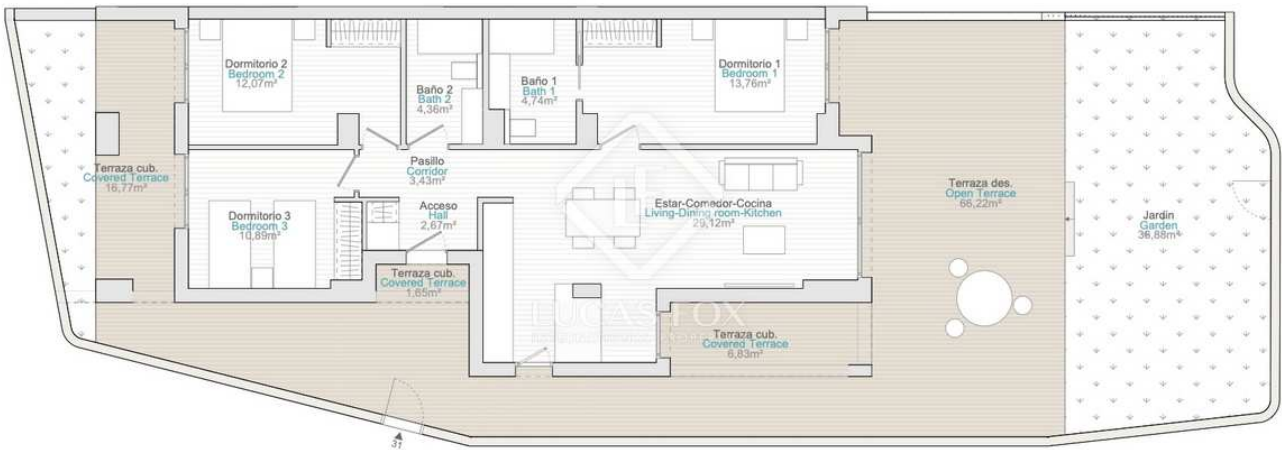 Dormitorio 2
Bedroom 2
12,07m²
Baño 2
Bath 2
4,36m²
Baño 1
Bath 1
4,74m²
Dormitorio 1
Bedroom 1
13,76m²
Terraza cub.
Covered Terrace
16,77m²
Pasillo
Corridor
3,43m²
Dormitorio 3
Bedroom 3
10,89m²
Acceso
Hall
2,67m²
Estar-Comedor-Cocina
Living-Dining room-Kitchen
29,12m²
Terraza des.
Open Terrace
66,22m²
Jardín
Garden
36,88m²
Terraza cub.
Covered Terrace
1,65m²
LUCAS FOX
Terraza cub.
Covered Terrace
6,83m²
31